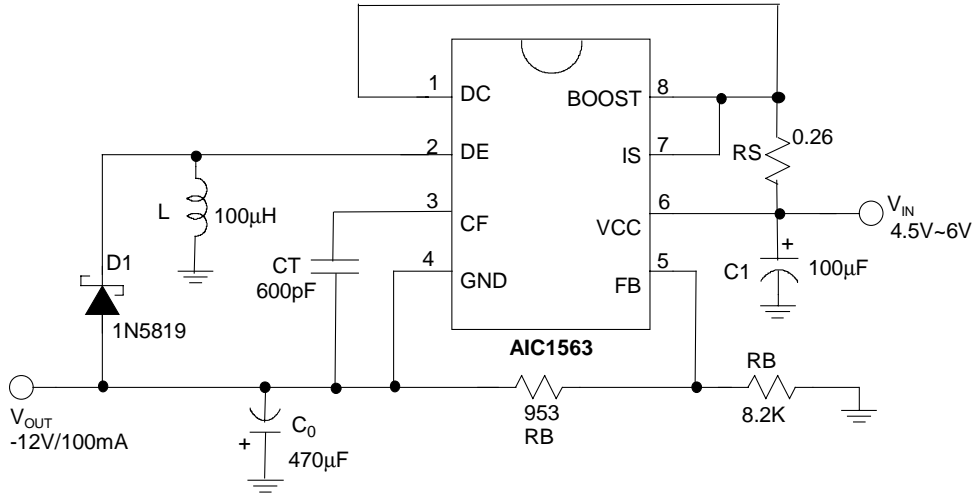 1
DC
BOOST
8
2
DE
IS
7
RS
0.26
L
100μH
3
CF
VCC
6
V_IN
4.5V~6V
D1
CT
600pF
4
GND
FB
5
C1
+
100μF
1N5819
AIC1563
V_OUT
-12V/100mA
+
C_0
470μF
953
RB
RB
8.2K